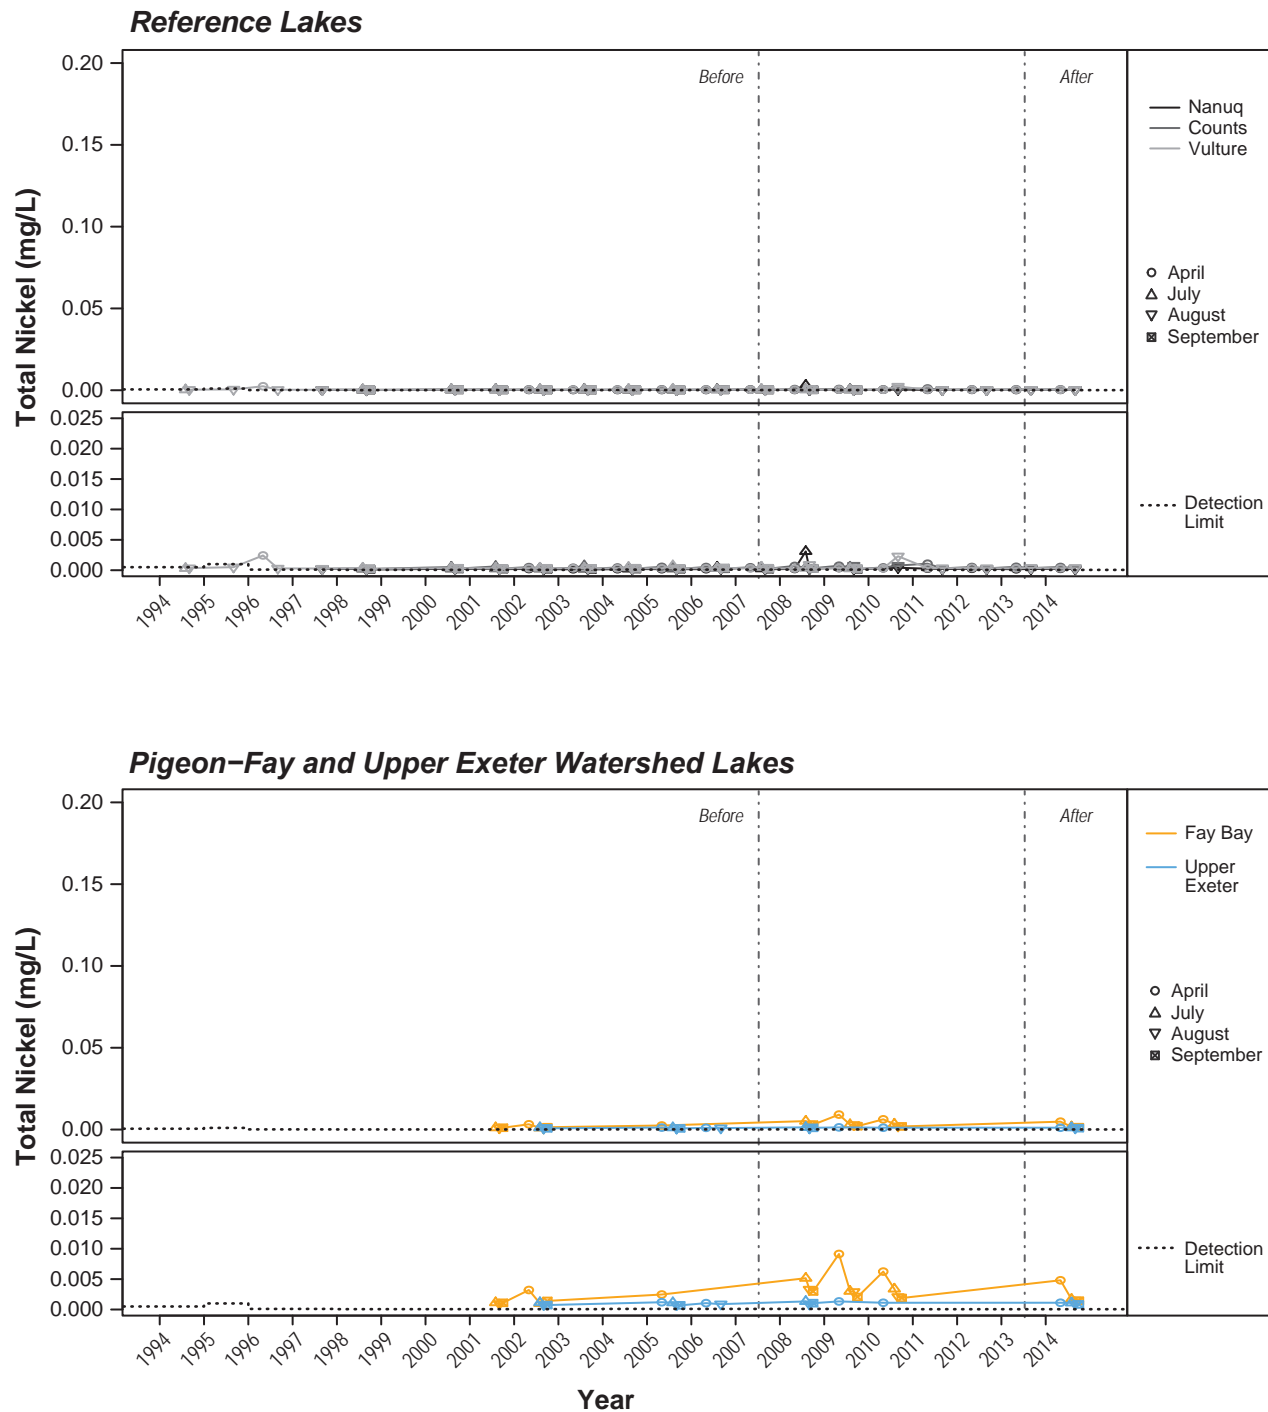 Reference Lakes
Before
After
0.20
0.15
0.10
0.05
0.00
Total Nickel (mg/L)
Nanuq
Counts
Vulture
April
July
August
September
0.025
0.020
0.015
0.010
0.005
0.000
Detection
Limit
1994 1995 1996 1997 1998 1999 2000 2001 2002 2003 2004 2005 2006 2007 2008 2009 2010 2011 2012 2013 2014
Pigeon−Fay and Upper Exeter Watershed Lakes
Before
After
0.20
0.15
0.10
0.05
0.00
Total Nickel (mg/L)
Fay Bay
Upper
Exeter
April
July
August
September
0.025
0.020
0.015
0.010
0.005
0.000
Detection
Limit
1994 1995 1996 1997 1998 1999 2000 2001 2002 2003 2004 2005 2006 2007 2008 2009 2010 2011 2012 2013 2014
Year